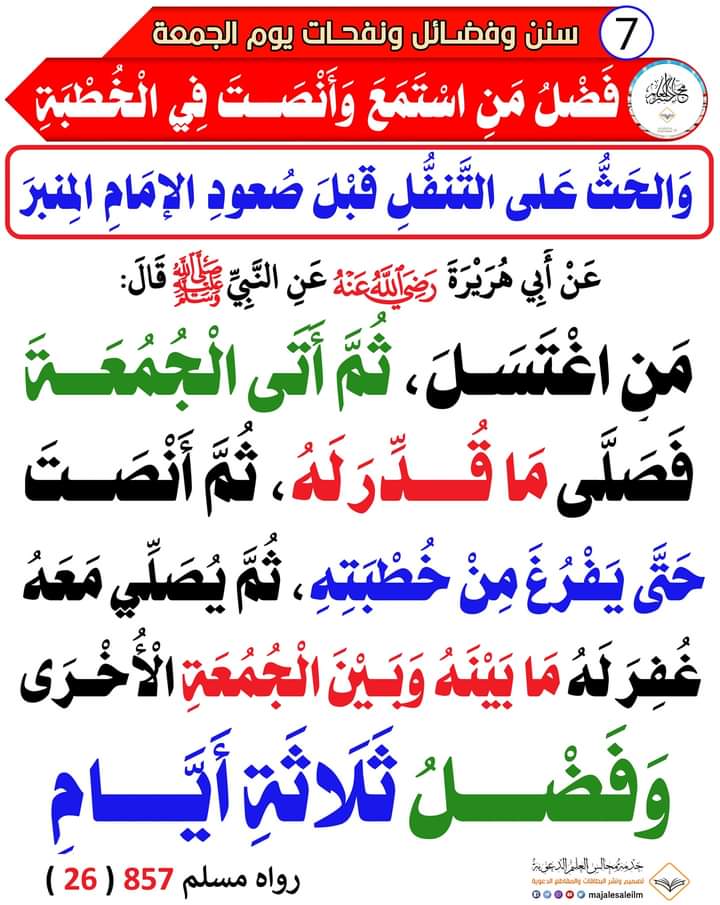 7 سنن وفضائل ونفحات يوم الجمعة
فَضْلُ مَنِ اسْتَمَعَ وَأَنْصَتَ فِي الْخُطْبَةِ
وَالحَثُّ عَلى التَّنفُّلِ قبْلَ صُعودِ الإمَامِ المِنبرَ
عَنْ أَبِي هُرَيْرَةَ رَضِيَ اللَّهُ عَنْهُ عَنِ النَّبِيِّ ﷺ قَالَ:
مَنِ اغْتَسَلَ، ثُمَّ أَتَى الْجُمُعَةَ
فَصَلَّى مَا قُدِّرَ لَهُ، ثُمَّ أَنْصَتَ
حَتَّى يَفْرُغَ مِنْ خُطْبَتِهِ، ثُمَّ يُصَلِّي مَعَهُ
غُفِرَ لَهُ مَا بَيْنَهُ وَبَيْنَ الْجُمُعَةِ الْأُخْرَى
وَفَضْلُ ثَلَاثَةِ أَيَّامٍ
رواه مسلم 857 ( 26 )
خدمة مجالس العلم الدعوية
تصميم ونشر البطاقات والمقاطع الدعوية
majalesaleilm